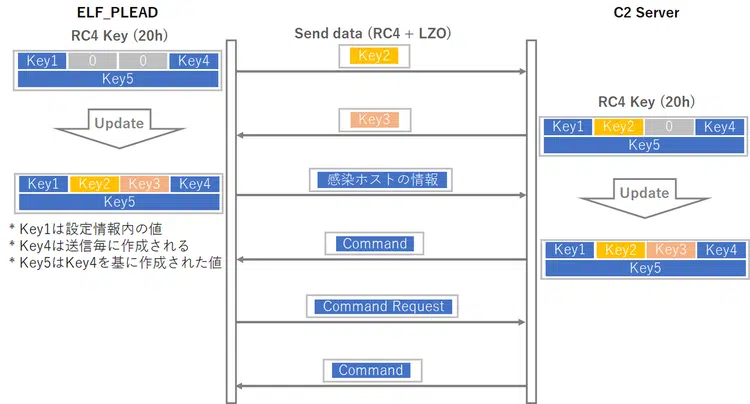 ELF_PLEAD
RC4 Key (20h)
Key1 0 0 Key4
Key5
Update
Key1 Key2 Key3 Key4
Key5
* Key1は設定情報内の値
* Key4は送信毎に作成される
* Key5はKey4を基に作成された値
Send data (RC4 + LZO)
Key2
Key3
感染ホストの情報
Command
Command Request
Command
C2 Server
RC4 Key (20h)
Key1 Key2 0 Key4
Key5
Update
Key1 Key2 Key3 Key4
Key5